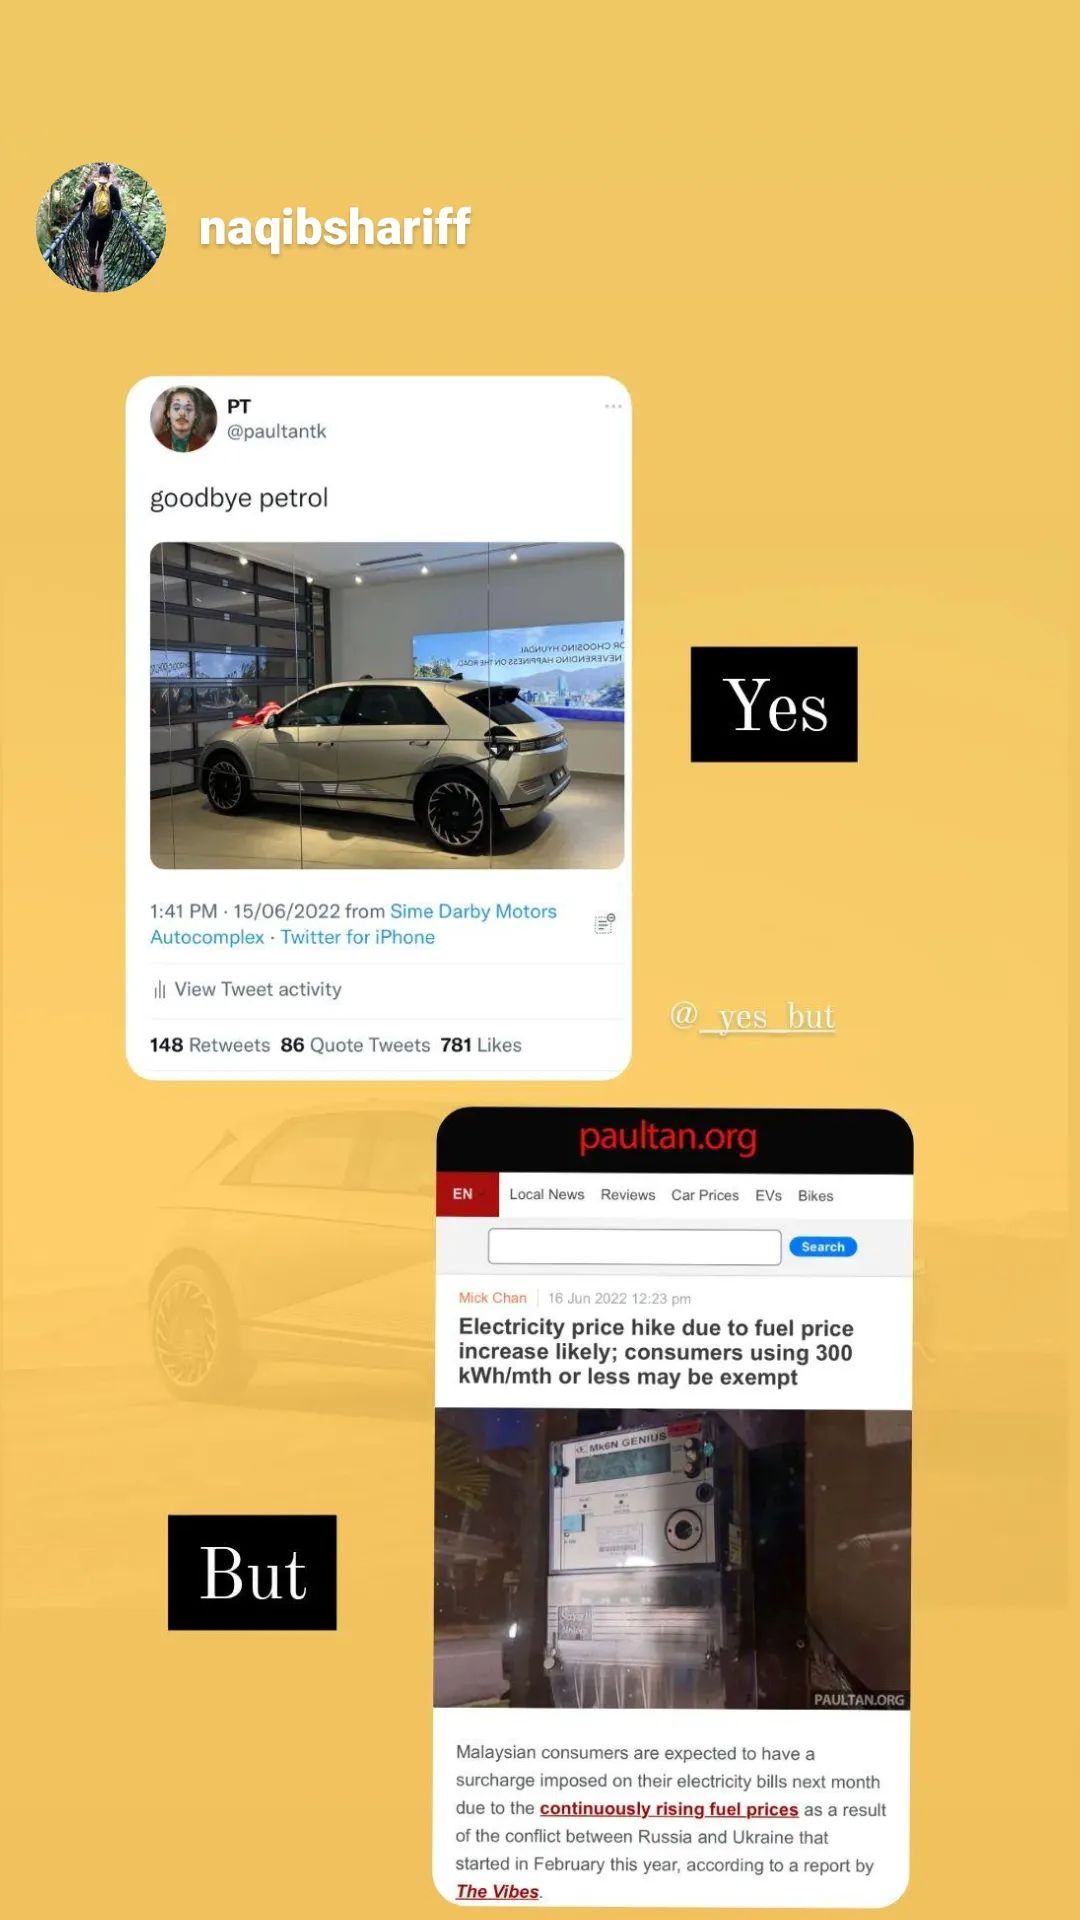 naqibshariff
PT
@paultantk
goodbye petrol
OR CHOOSING HYUNDAI
NEVERENDING HAPPINESS ON THE ROAD
Yes
1:41 PM · 15/06/2022 from Sime Darby Motors
Autocomplex · Twitter for iPhone
View Tweet activity
148 Retweets 86 Quote Tweets 781 Likes
@_yes_but
paultan.org
EN Local News Reviews Car Prices EVs Bikes
Search
Mick Chan 16 Jun 2022 12:23 pm
Electricity price hike due to fuel price
increase likely; consumers using 300
kWh/mth or less may be exempt
Mk6N GENIUS
PAULTAN.ORG
But
Malaysian consumers are expected to have a
surcharge imposed on their electricity bills next month
due to the continuously rising fuel prices as a result
of the conflict between Russia and Ukraine that
started in February this year, according to a report by
The Vibes.